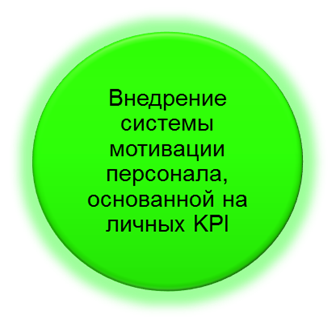 Внедрение
системы
мотивации
персонала,
основанной на
личных KPI